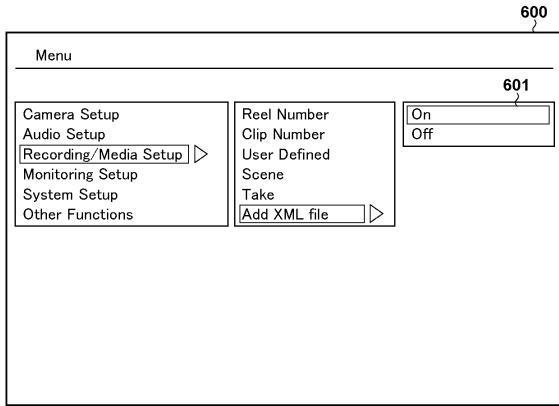 600
Menu
601
Camera Setup
Audio Setup
Recording/Media Setup
Monitoring Setup
System Setup
Other Functions
Reel Number
Clip Number
User Defined
Scene
Take
Add XML file
On
Off